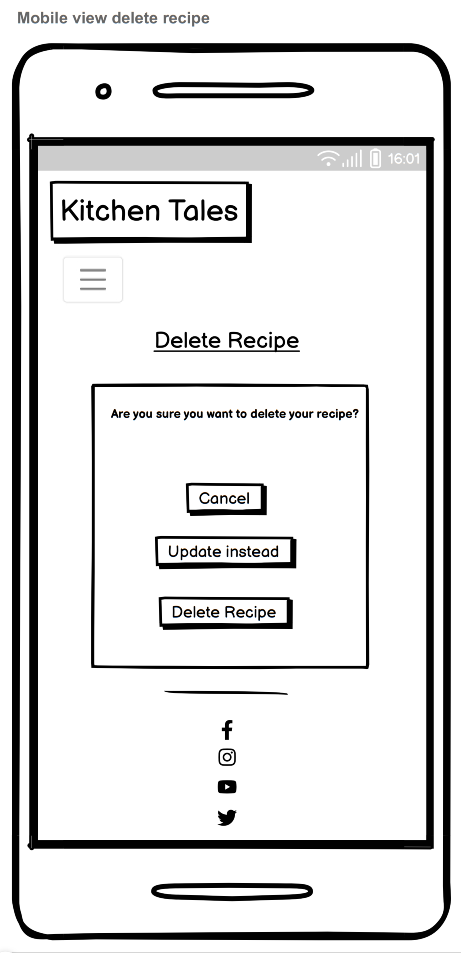 Mobile view delete recipe
16:01
Kitchen Tales
Delete Recipe
Are you sure you want to delete your recipe?
Cancel
Update instead
Delete Recipe